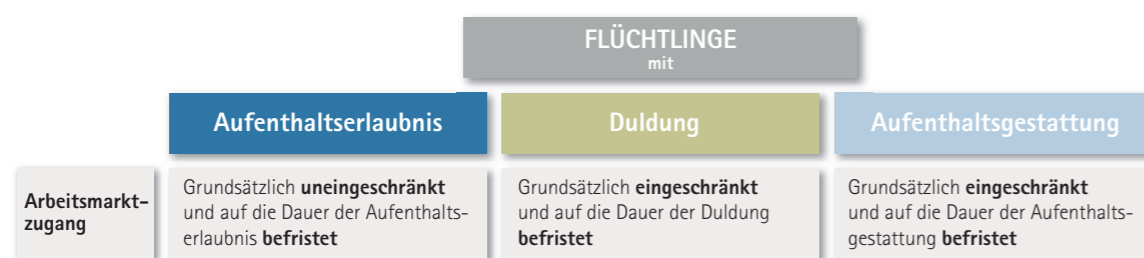 FLÜCHTLINGE
mit
Aufenthaltserlaubnis
Duldung
Aufenthaltsgestattung
Arbeitsmarkt-
zugang
Grundsätzlich uneingeschränkt
und auf die Dauer der Aufenthalts-
erlaubnis befristet
Grundsätzlich eingeschränkt
und auf die Dauer der Duldung
befristet
Grundsätzlich eingeschränkt
und auf die Dauer der Aufenthalts-
gestattung befristet